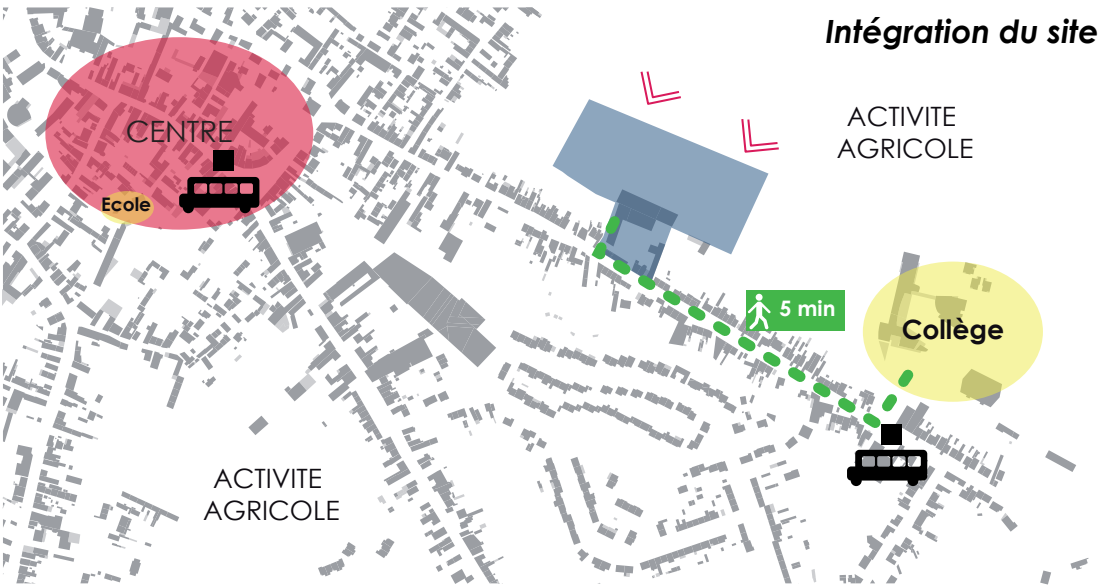 Intégration du site
ACTIVITE
AGRICOLE
CENTRE
Ecole
5 min
Collège
ACTIVITE
AGRICOLE